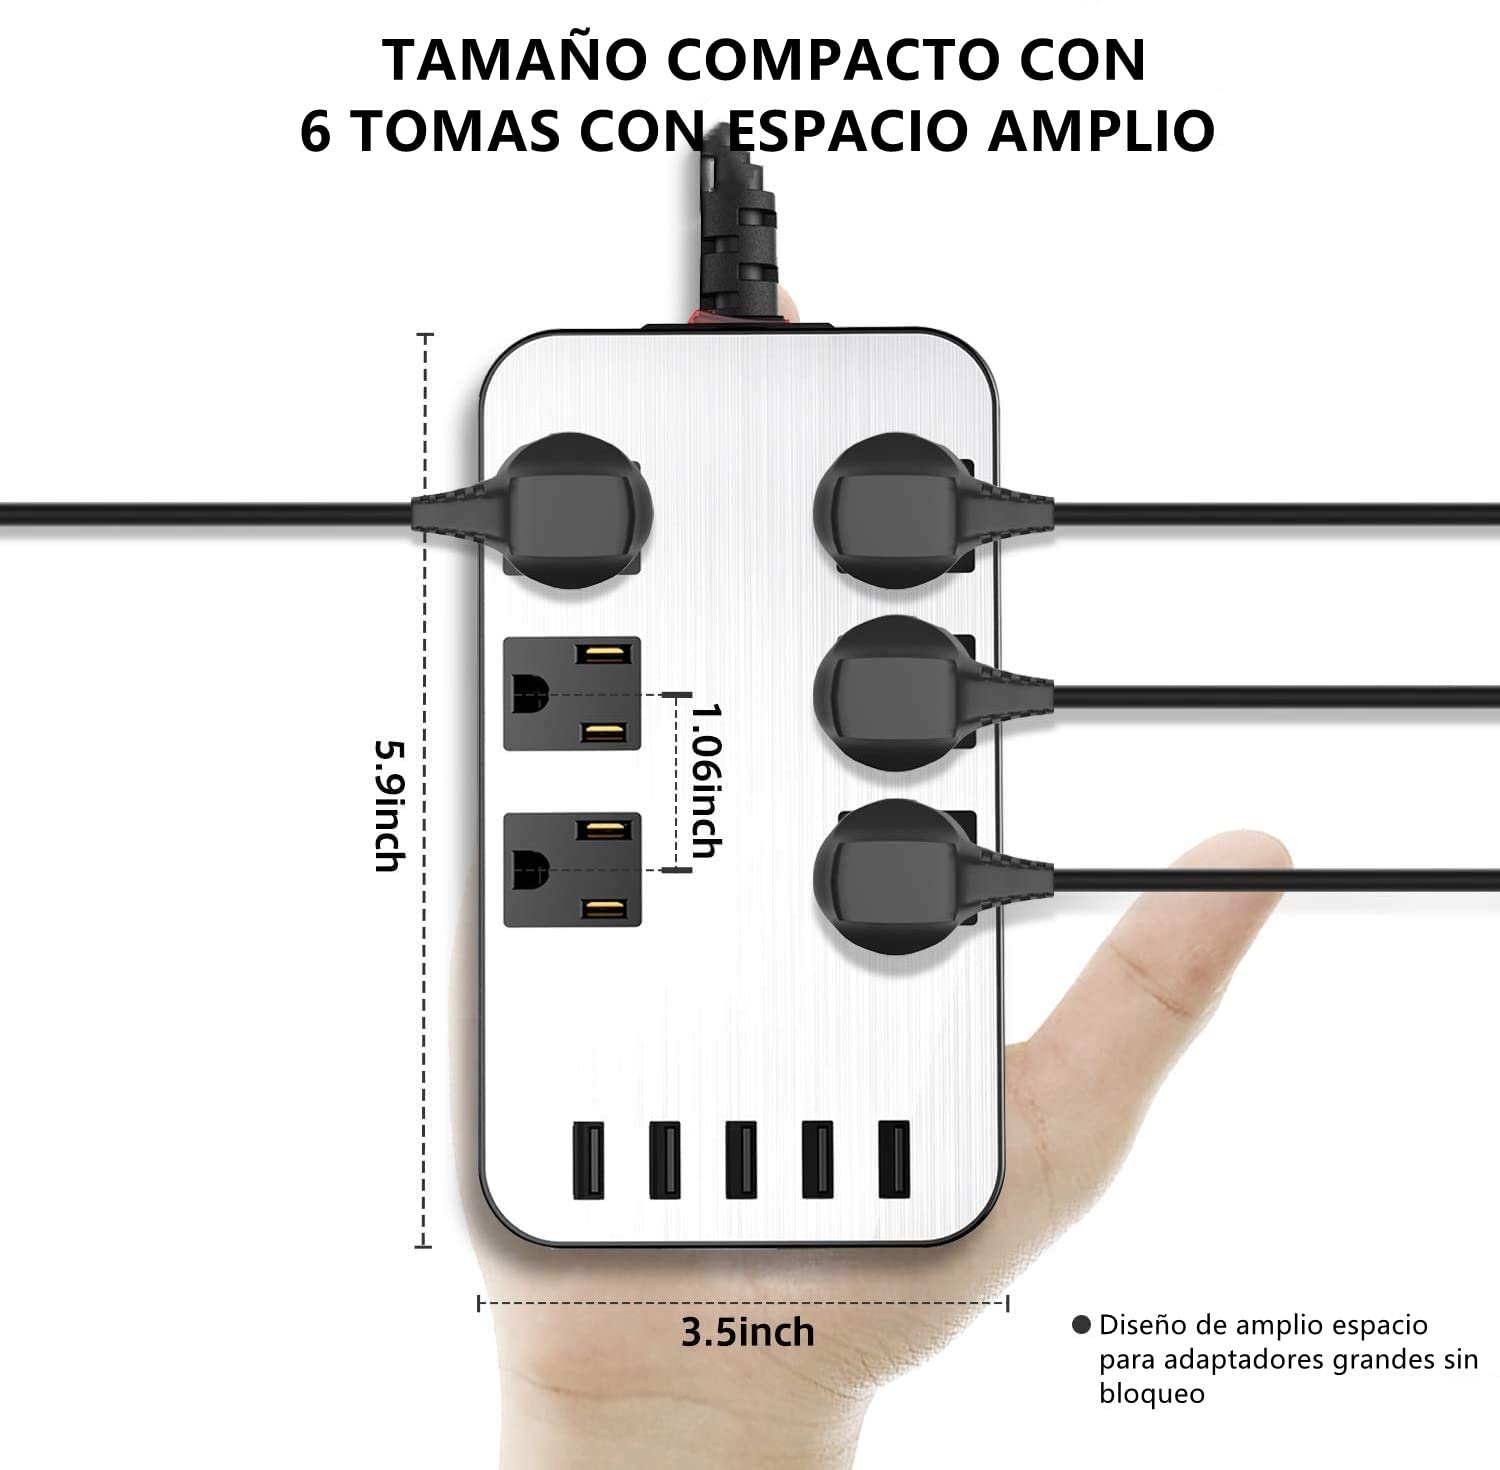 TAMAÑO COMPACTO CON
6 TOMAS CON ESPACIO AMPLIO
1.06inch
5.9inch
3.5inch
Diseño de amplio espacio
para adaptadores grandes sin
bloqueo